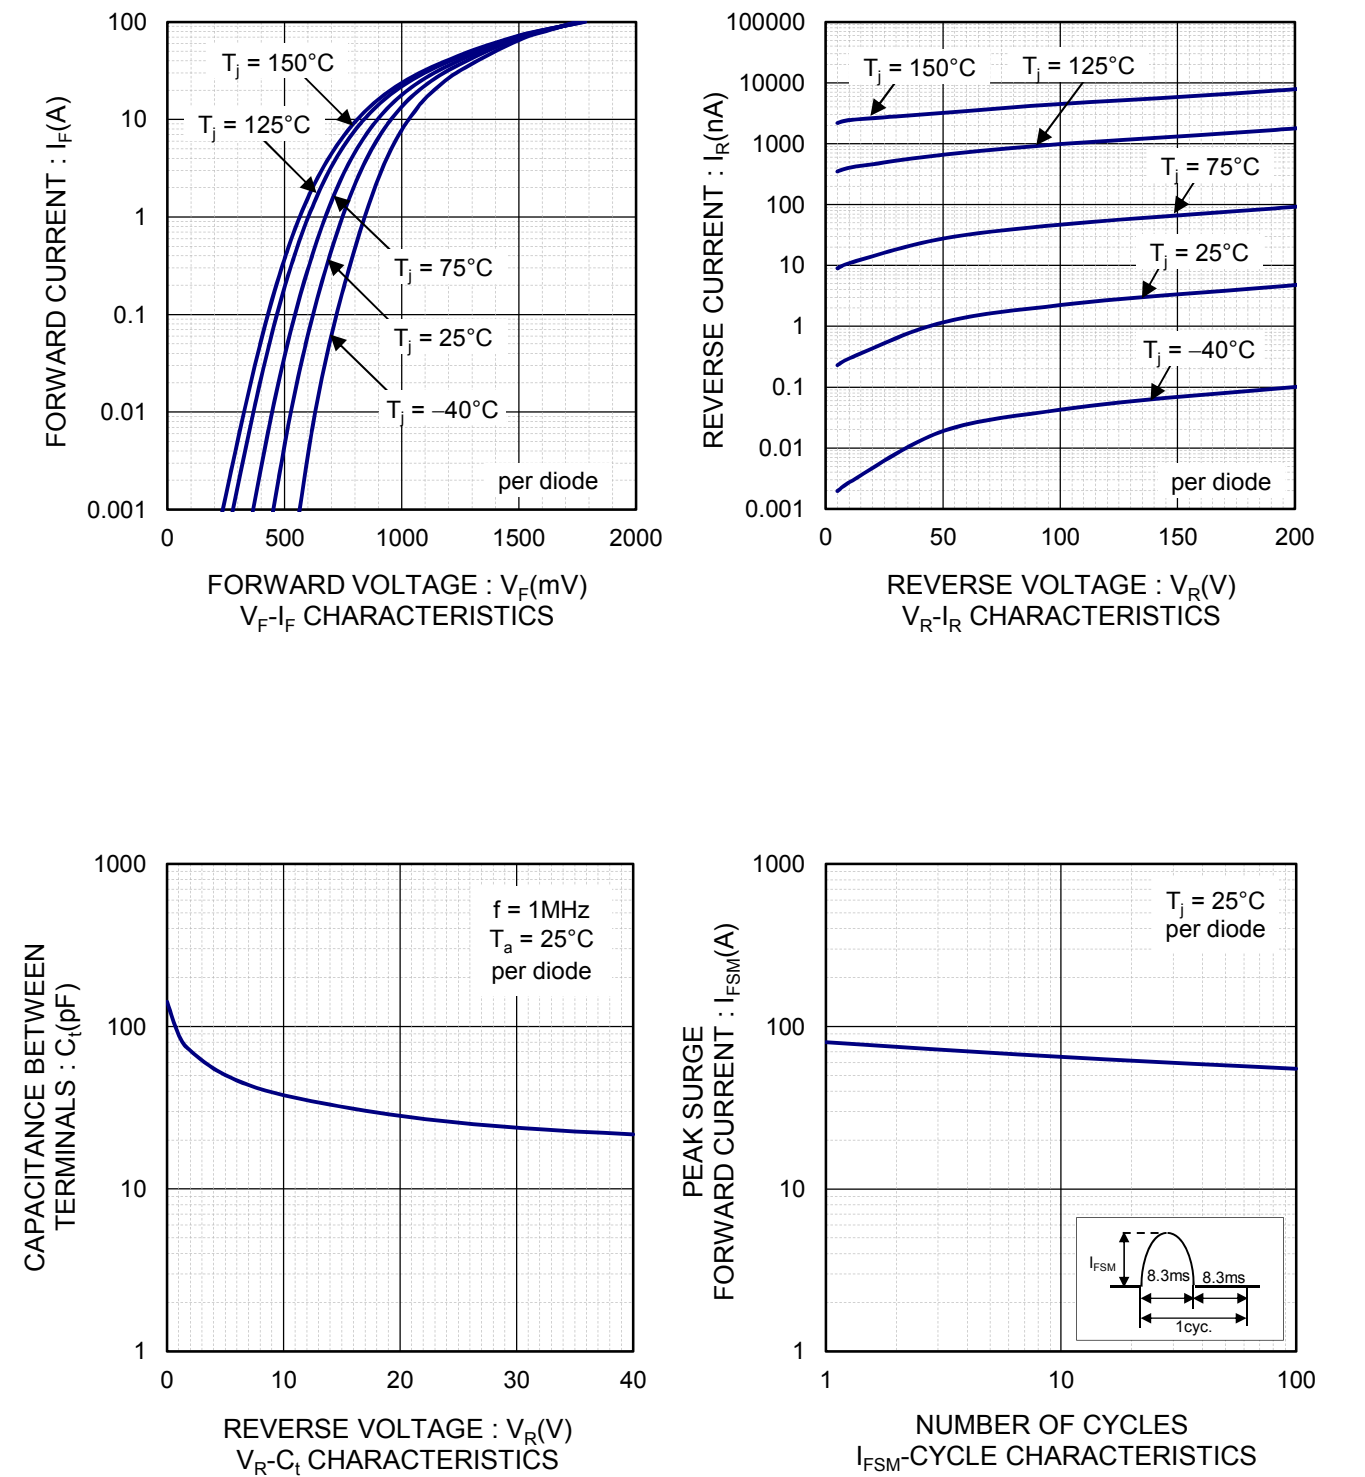 FORWARD CURRENT : IF(A)
100
10
1
0.1
0.01
0.001
Tj = 150°C
Tj = 125°C
Tj = 75°C
Tj = 25°C
Tj = −40°C
per diode
0 500 1000 1500 2000
FORWARD VOLTAGE : VF(mV)
VF-IF CHARACTERISTICS
REVERSE CURRENT : IR(nA)
100000
10000
1000
100
10
1
0.1
0.01
0.001
Tj = 150°C
Tj = 125°C
Tj = 75°C
Tj = 25°C
Tj = −40°C
per diode
0 50 100 150 200
REVERSE VOLTAGE : VR(V)
VR-IR CHARACTERISTICS
CAPACITANCE BETWEEN
TERMINALS : Ct(pF)
1000
100
10
1
f = 1MHz
Ta = 25°C
per diode
0 10 20 30 40
REVERSE VOLTAGE : VR(V)
VR-Ct CHARACTERISTICS
PEAK SURGE
FORWARD CURRENT : IFSM(A)
1000
100
10
1
Tj = 25°C
per diode
IFSM
8.3ms 8.3ms
1cyc.
1 10 100
NUMBER OF CYCLES
IFSM-CYCLE CHARACTERISTICS